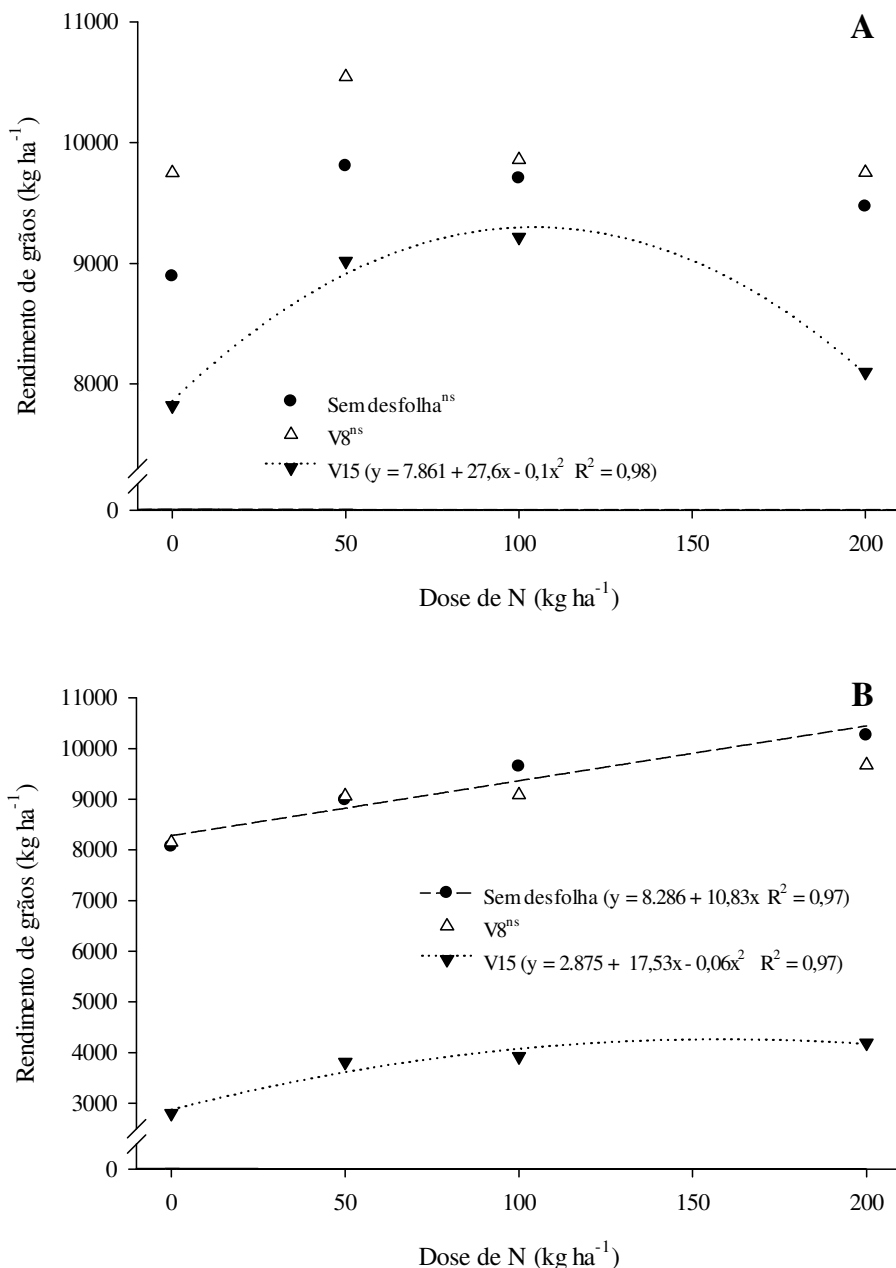 A
Rendimento de grãos (kg ha⁻¹)
11000
10000
9000
8000
0
Sem desfolhaⁿˢ
V8ⁿˢ
V15 (y = 7.861 + 27,6x - 0,1x² R² = 0,98)
0 50 100 150 200
Dose de N (kg ha⁻¹)
B
Rendimento de grãos (kg ha⁻¹)
11000
10000
9000
8000
7000
6000
5000
4000
3000
0
Sem desfolha (y = 8.286 + 10,83x R² = 0,97)
V8ⁿˢ
V15 (y = 2.875 + 17,53x - 0,06x² R² = 0,97)
0 50 100 150 200
Dose de N (kg ha⁻¹)